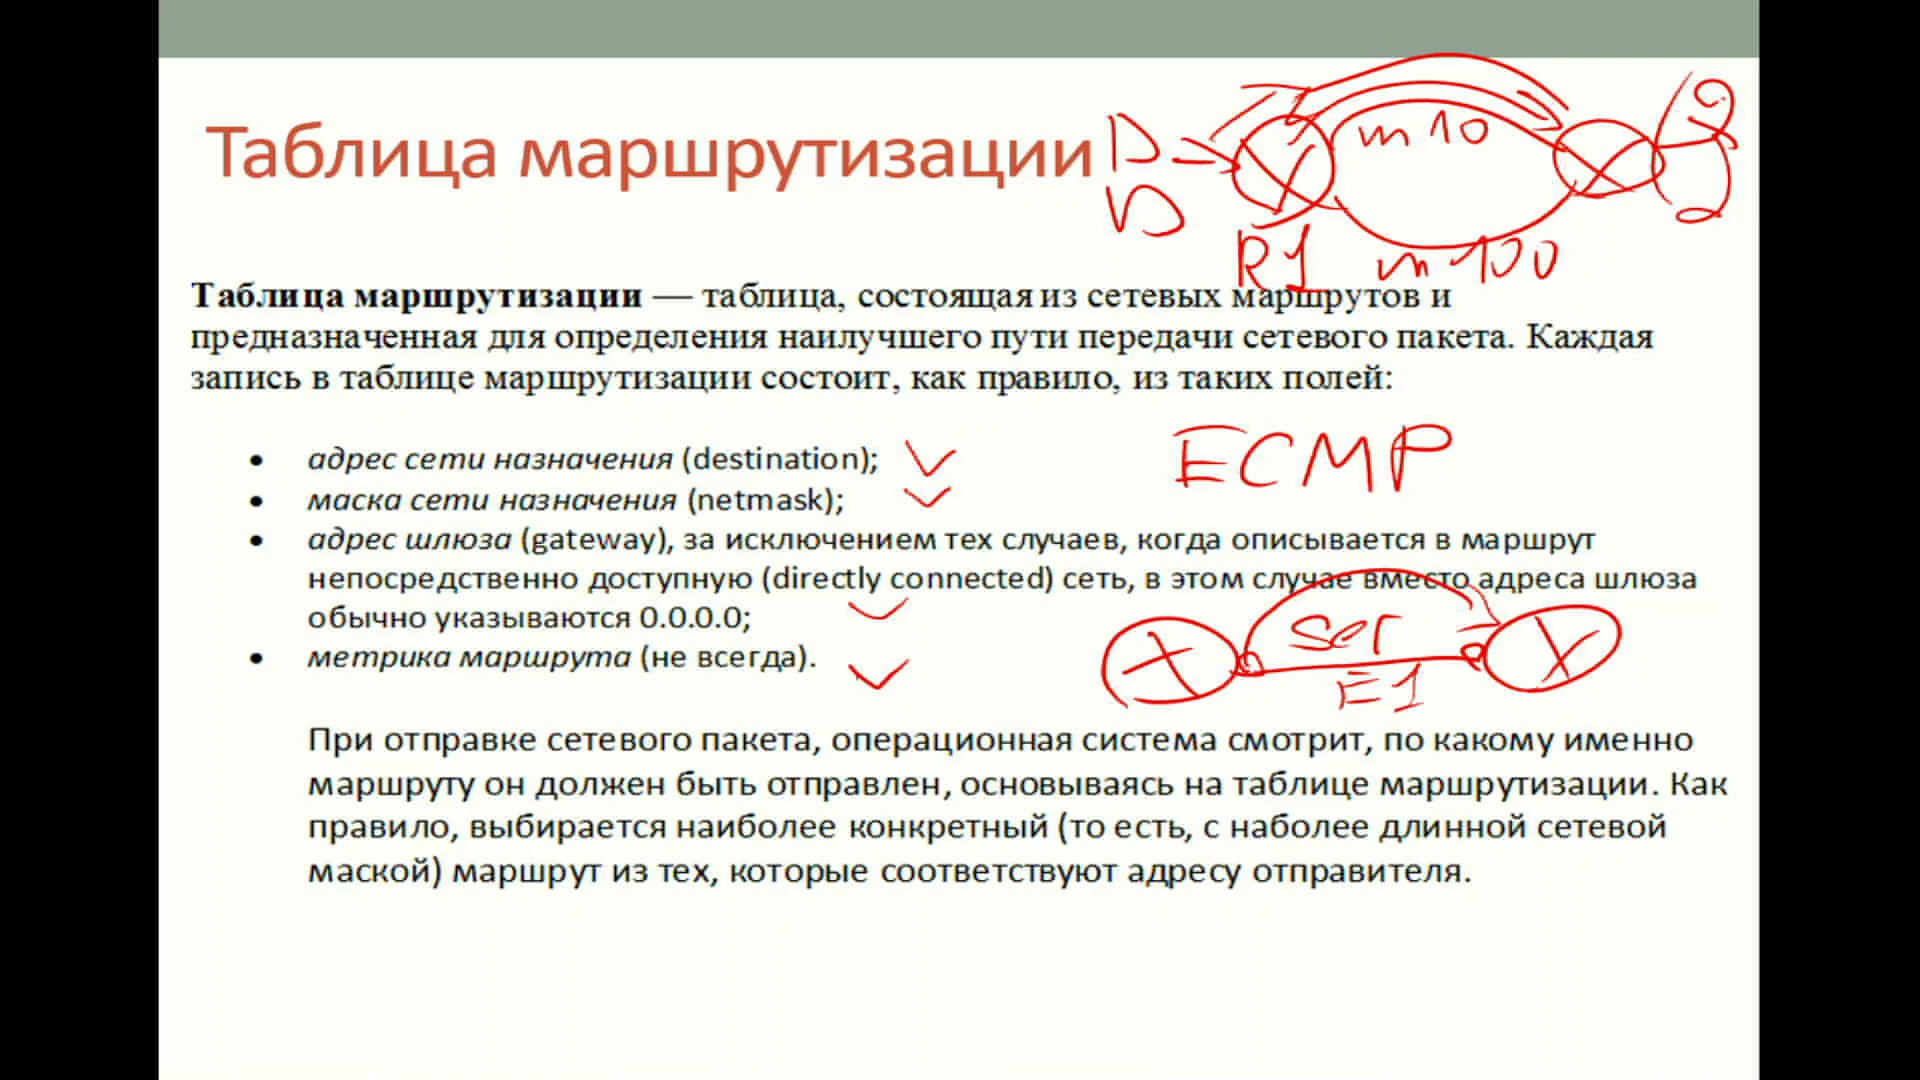 Таблица маршрутизации
m 10
R1 m 100
Таблица маршрутизации — таблица, состоящая из сетевых маршрутов и
предназначенная для определения наилучшего пути передачи сетевого пакета. Каждая
запись в таблице маршрутизации состоит, как правило, из таких полей:
ECMP
• адрес сети назначения (destination);
• маска сети назначения (netmask);
• адрес шлюза (gateway), за исключением тех случаев, когда описывается в маршрут
непосредственно доступную (directly connected) сеть, в этом случае вместо адреса шлюза
обычно указываются 0.0.0.0;
• метрика маршрута (не всегда).
Ser
E1
При отправке сетевого пакета, операционная система смотрит, по какому именно
маршруту он должен быть отправлен, основываясь на таблице маршрутизации. Как
правило, выбирается наиболее конкретный (то есть, с наболее длинной сетевой
маской) маршрут из тех, которые соответствуют адресу отправителя.